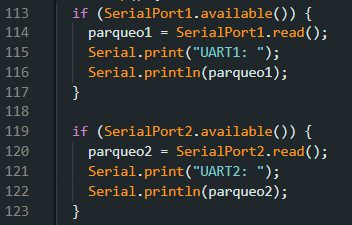 113 if (SerialPort1.available()) {
114 parqueo1 = SerialPort1.read();
115 Serial.print("UART1: ");
116 Serial.println(parqueo1);
117 }
118
119 if (SerialPort2.available()) {
120 parqueo2 = SerialPort2.read();
121 Serial.print("UART2: ");
122 Serial.println(parqueo2);
123 }